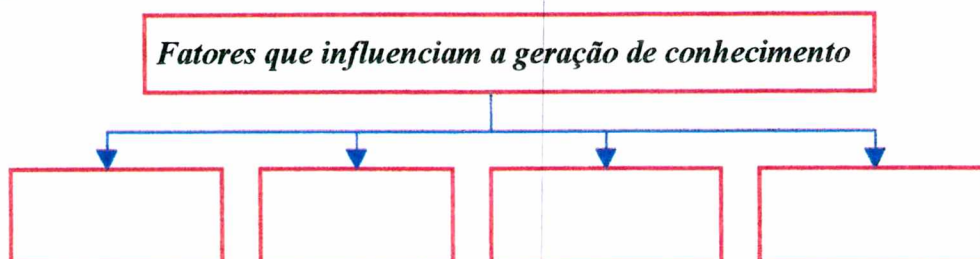 Fatores que influenciam a geração de conhecimento